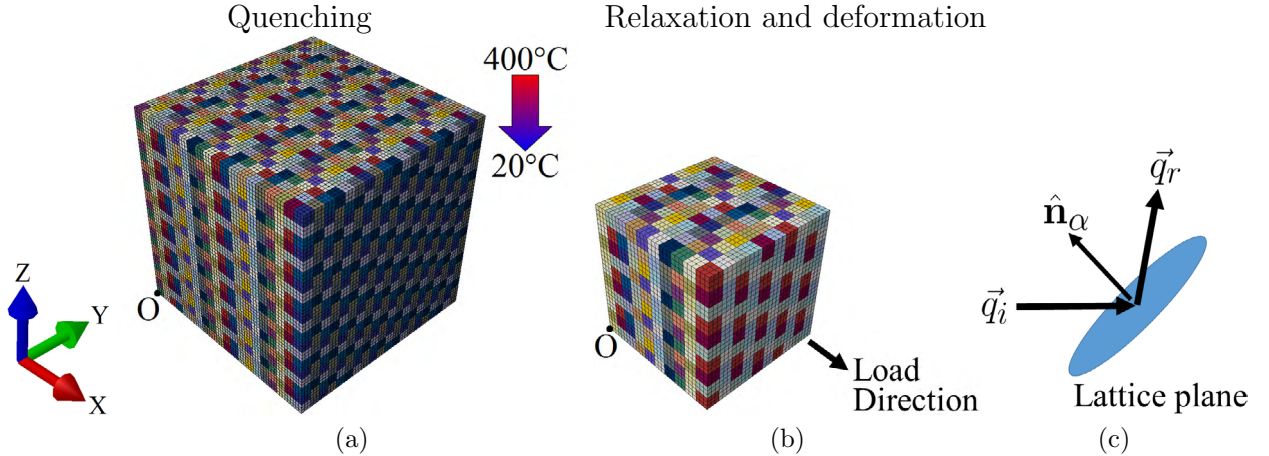 Quenching
Relaxation and deformation
400°C
20°C
Z
Y
X
O
O
Load
Direction
q⃗r
n̂α
q⃗i
Lattice plane
(a)
(b)
(c)